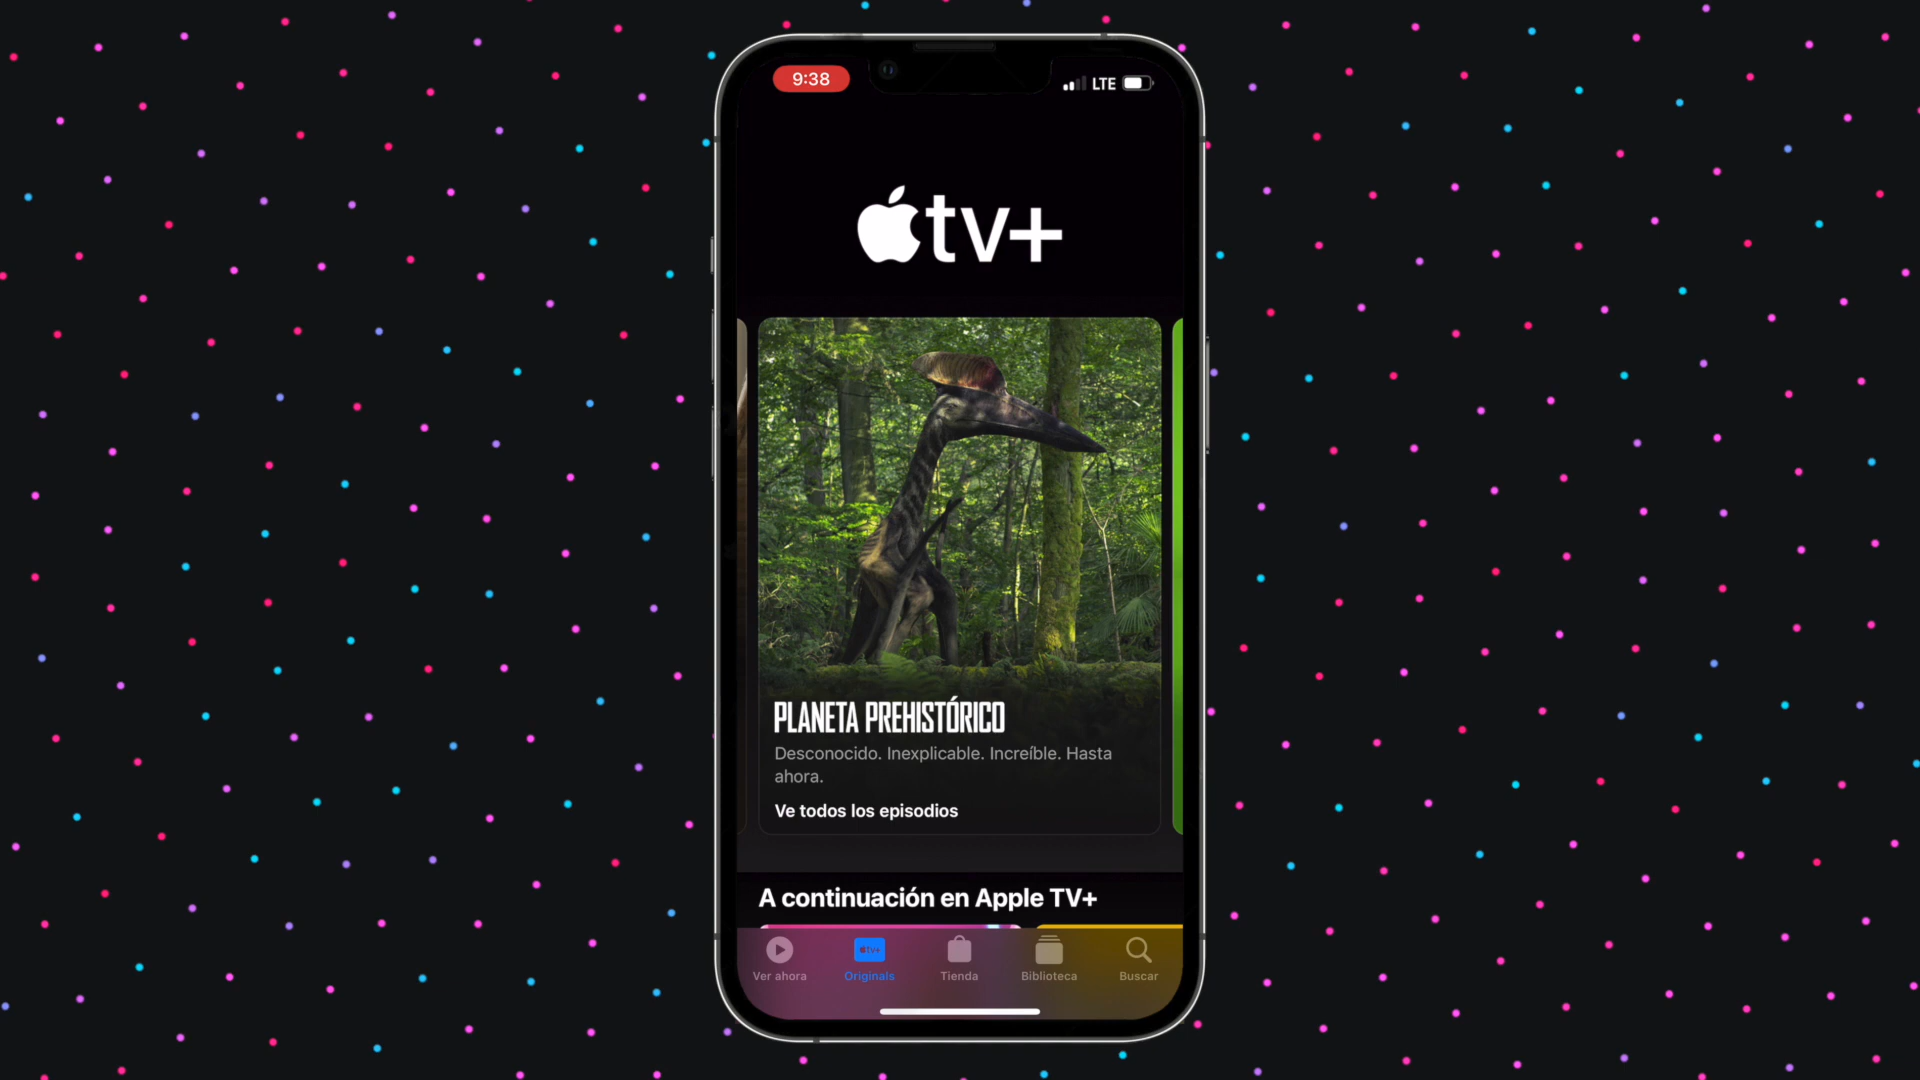 9:38
LTE
tv+
PLANETA PREHISTÓRICO
Desconocido. Inexplicable. Increíble. Hasta
ahora.
Ve todos los episodios
A continuación en Apple TV+
tv+
Ver ahora
Originals
Tienda
Biblioteca
Buscar